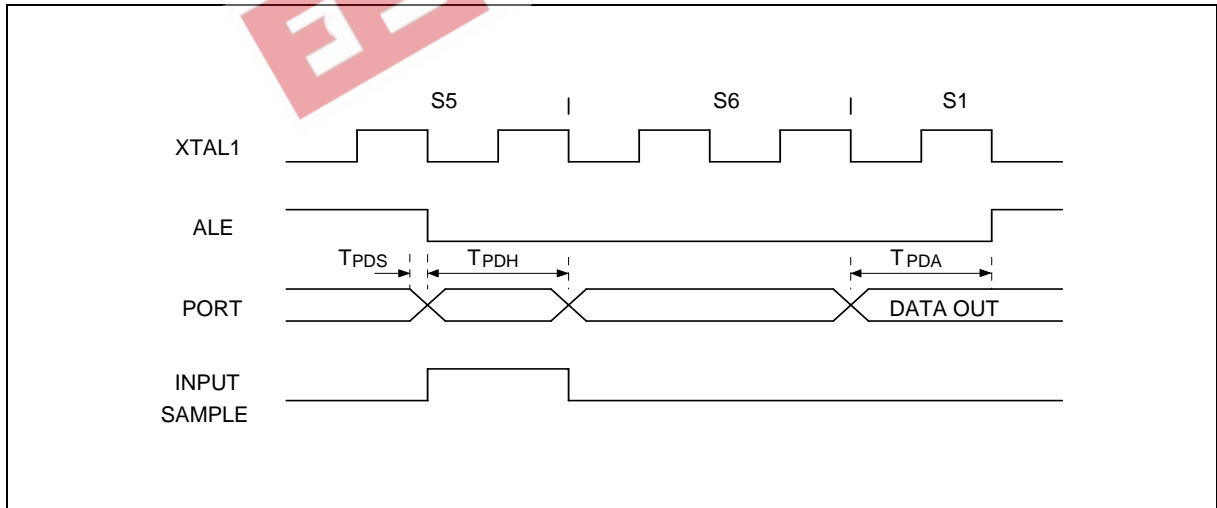 S5 S6 S1
XTAL1
ALE
TPDS TPDH TPDA
PORT DATA OUT
INPUT
SAMPLE